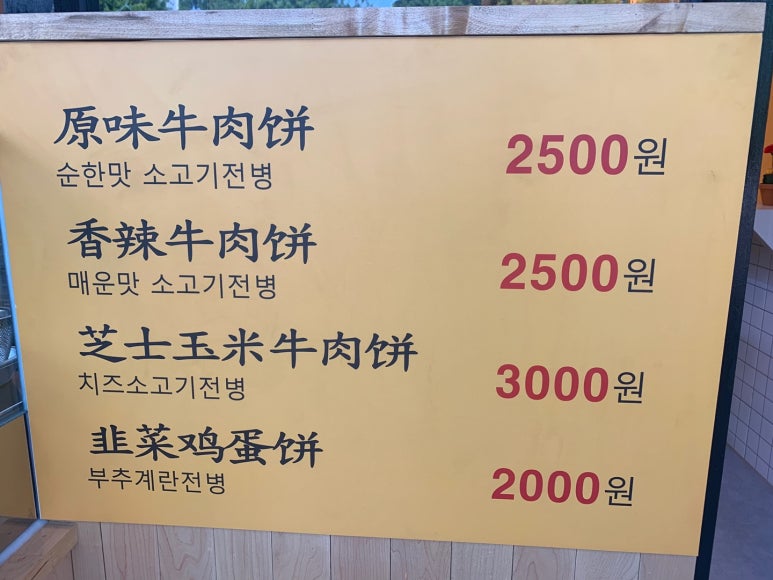 原味牛肉饼
순한맛 소고기전병
2500원
香辣牛肉饼
매운맛 소고기전병
2500원
芝士玉米牛肉饼
치즈소고기전병
3000원
韭菜鸡蛋饼
부추계란전병
2000원